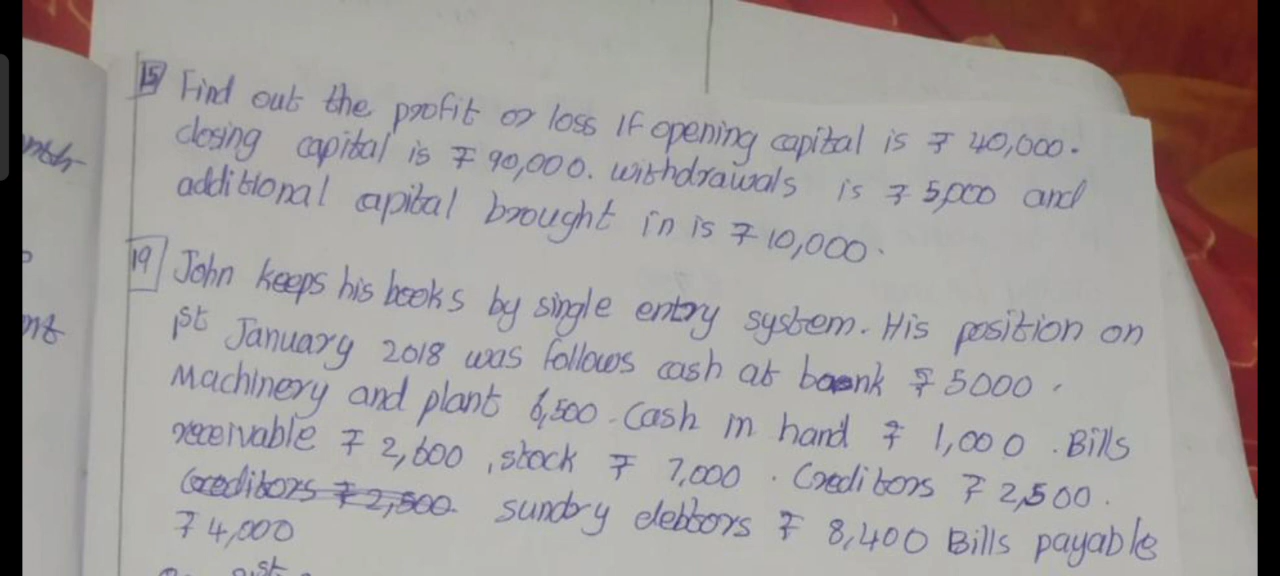 15 Find out the profit or loss if opening capital is ₹ 40,000.
closing capital is ₹ 90,000. withdrawals is ₹ 5,000 and
additional capital brought in is ₹ 10,000.
19 John keeps his books by single entry system. His position on
1st January 2018 was follows cash at bank ₹ 5000.
Machinery and plant 6,500. Cash in hand ₹ 1,000. Bills
receivable ₹ 2,600, stock ₹ 7,000. Creditors ₹ 2,500.
Creditors ₹ 2,500. sundry debtors ₹ 8,400 Bills payable
₹ 4,000